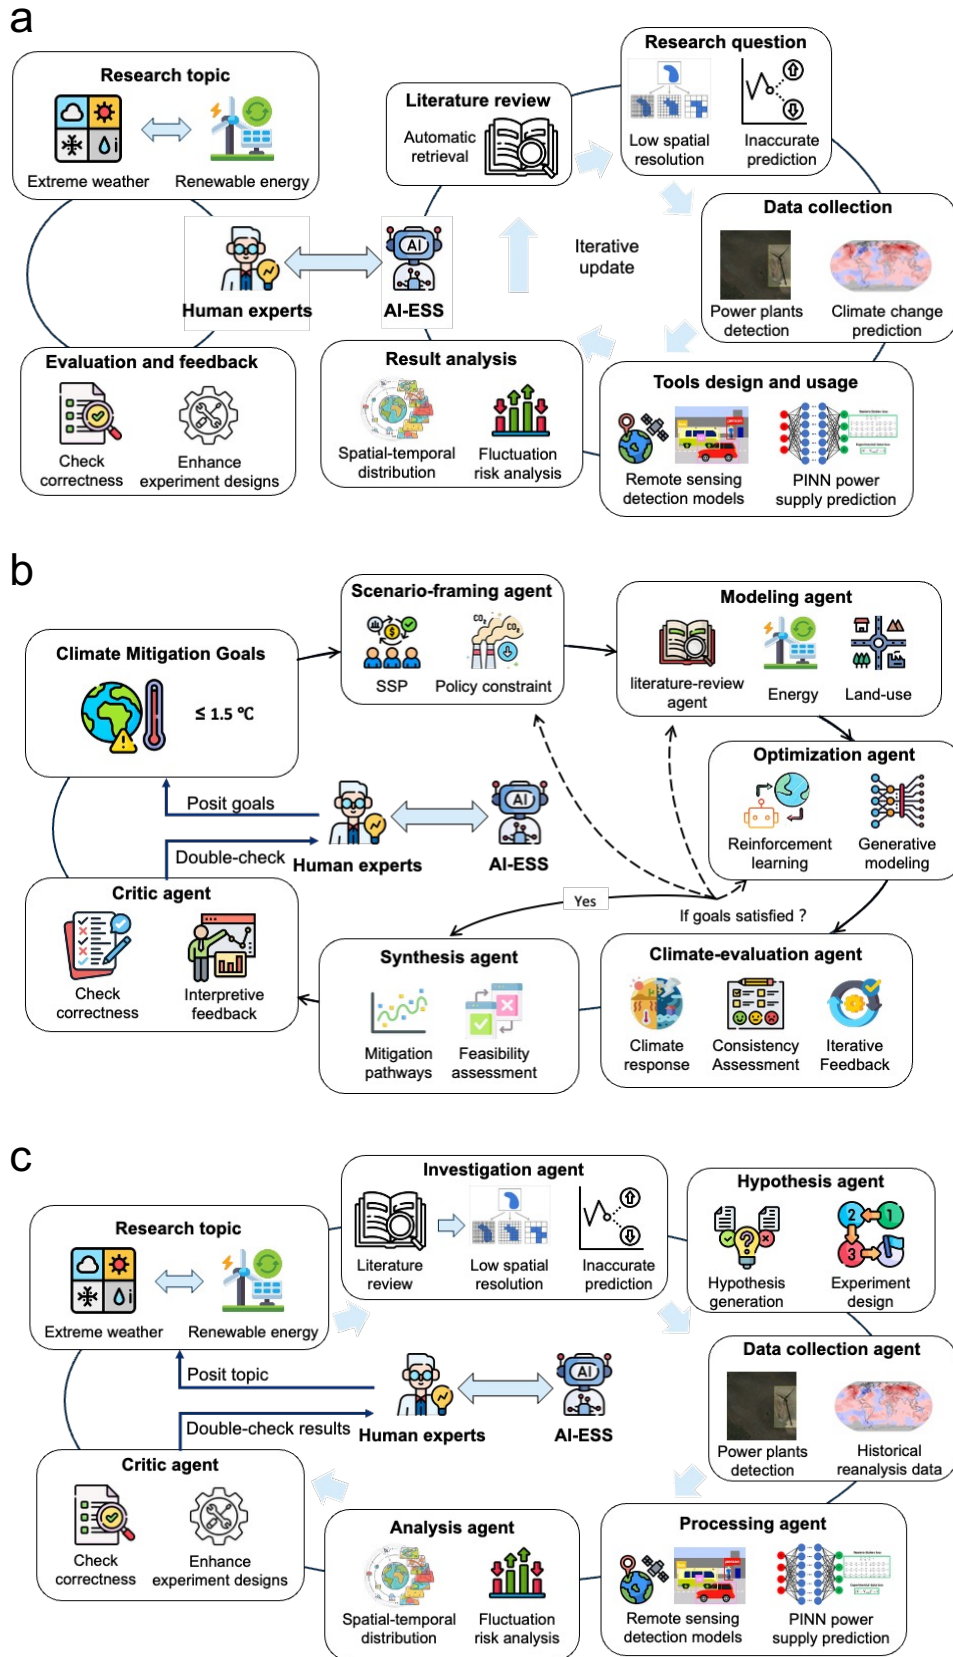 a
Research topic
Extreme weather
Renewable energy
Literature review
Automatic
retrieval
Research question
Low spatial
resolution
Inaccurate
prediction
Data collection
Power plants
detection
Climate change
prediction
Iterative
update
Human experts
AI
AI-ESS
Evaluation and feedback
Check
correctness
Enhance
experiment designs
Result analysis
Spatial-temporal
distribution
Fluctuation
risk analysis
Tools design and usage
Remote sensing
detection models
PINN power
supply prediction
b
Climate Mitigation Goals
≤ 1.5 ℃
Scenario-framing agent
SSP
CO₂
CO₂
Policy constraint
Modeling agent
literature-review
agent
Energy
Land-use
Optimization agent
Reinforcement
learning
Generative
modeling
Posit goals
Double-check
Human experts
AI
AI-ESS
Critic agent
Check
correctness
Interpretive
feedback
Yes
If goals satisfied ?
Synthesis agent
Mitigation
pathways
Feasibility
assessment
Climate-evaluation agent
Climate
response
Consistency
Assessment
Iterative
Feedback
c
Research topic
Extreme weather
Renewable energy
Investigation agent
Literature
review
Low spatial
resolution
Inaccurate
prediction
Hypothesis agent
Hypothesis
generation
2
1
3
Experiment
design
Posit topic
Double-check results
Human experts
AI
AI-ESS
Data collection agent
Power plants
detection
Historical
reanalysis data
Critic agent
Check
correctness
Enhance
experiment designs
Analysis agent
Spatial-temporal
distribution
Fluctuation
risk analysis
Processing agent
Remote sensing
detection models
PINN power
supply prediction